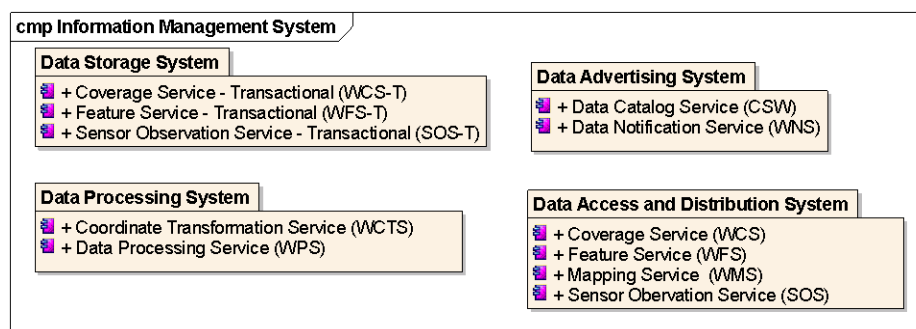 cmp Information Management System
Data Storage System
+ Coverage Service - Transactional (WCS-T)
+ Feature Service - Transactional (WFS-T)
+ Sensor Observation Service - Transactional (SOS-T)
Data Advertising System
+ Data Catalog Service (CSW)
+ Data Notification Service (WNS)
Data Processing System
+ Coordinate Transformation Service (WCTS)
+ Data Processing Service (WPS)
Data Access and Distribution System
+ Coverage Service (WCS)
+ Feature Service (WFS)
+ Mapping Service  (WMS)
+ Sensor Obervation Service (SOS)